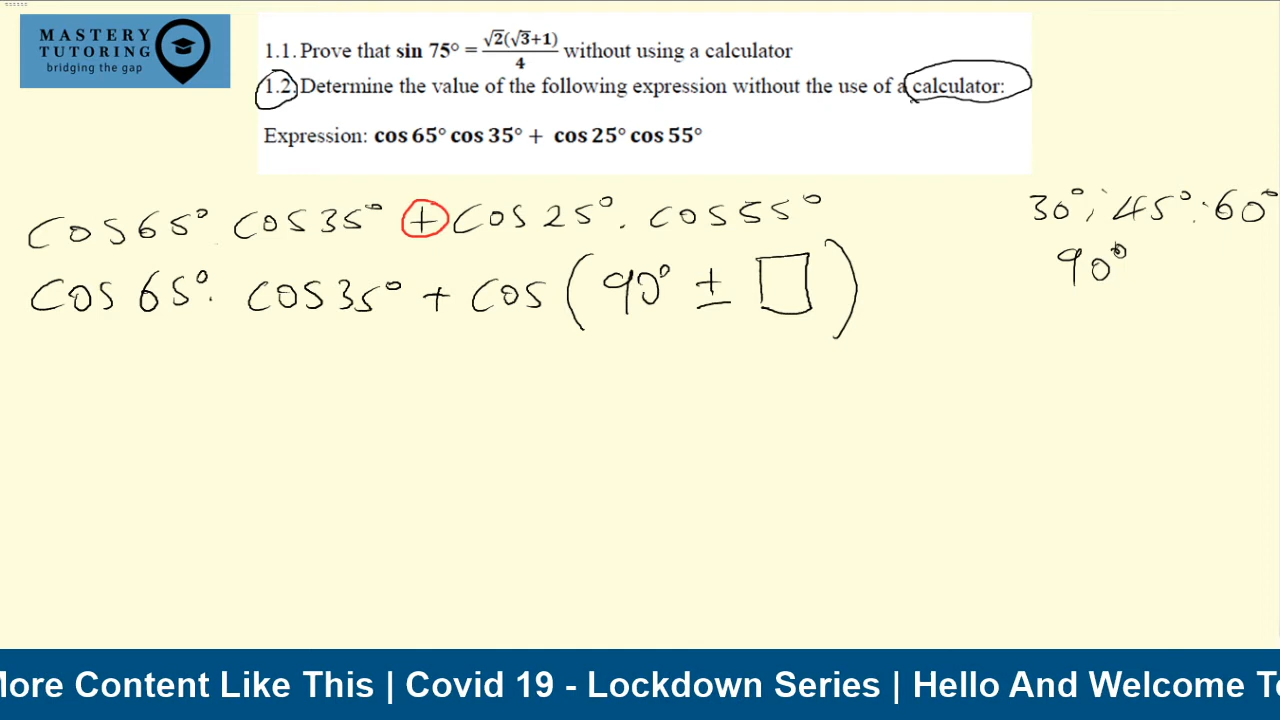 MASTERY
TUTORING
bridging the gap
1.1. Prove that sin 75° = √2(√3+1)/4 without using a calculator
1.2. Determine the value of the following expression without the use of a calculator:
Expression: cos 65° cos 35° + cos 25° cos 55°
cos 65° cos 35° + cos 25° . cos 55°
30° ; 45° . 60°
90°
cos 65° . cos 35° + cos ( 90° ± □ )
More Content Like This | Covid 19 - Lockdown Series | Hello And Welcome T